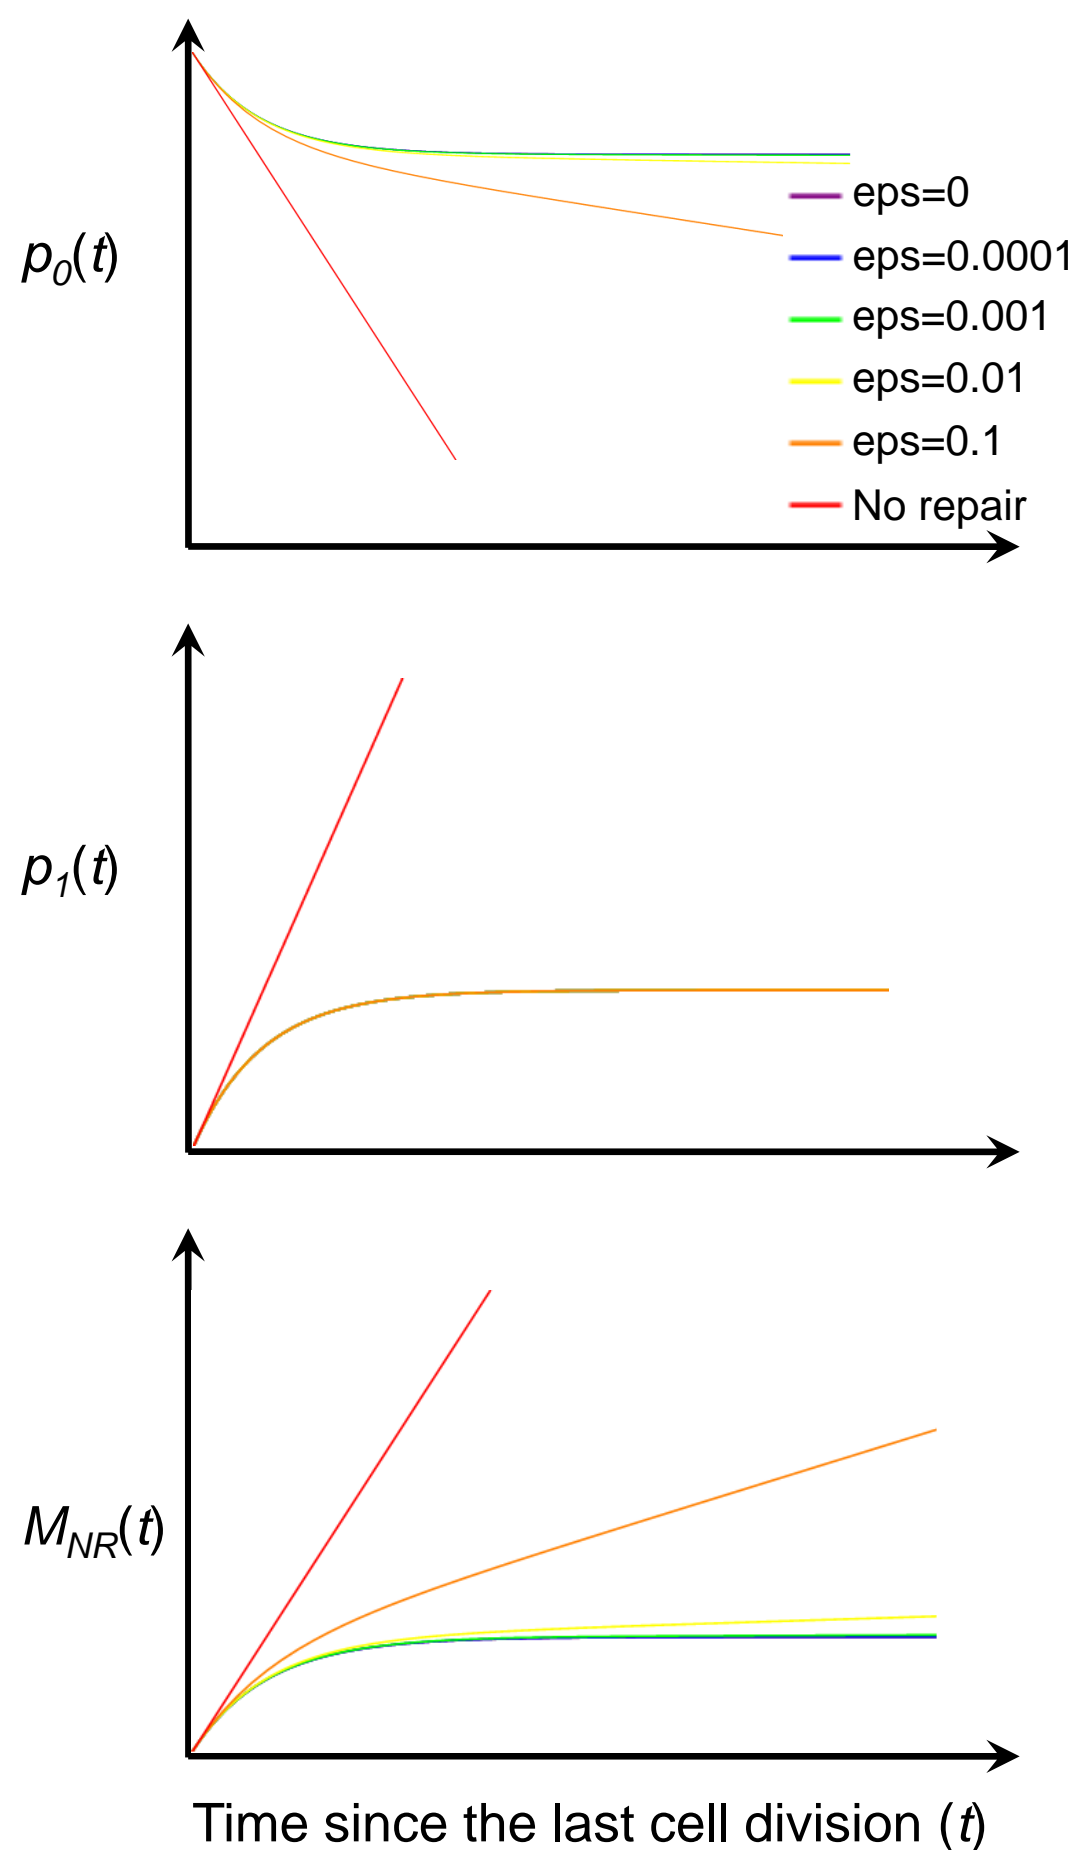 p0(t)
eps=0
eps=0.0001
eps=0.001
eps=0.01
eps=0.1
No repair
p1(t)
MNR(t)
Time since the last cell division (t)